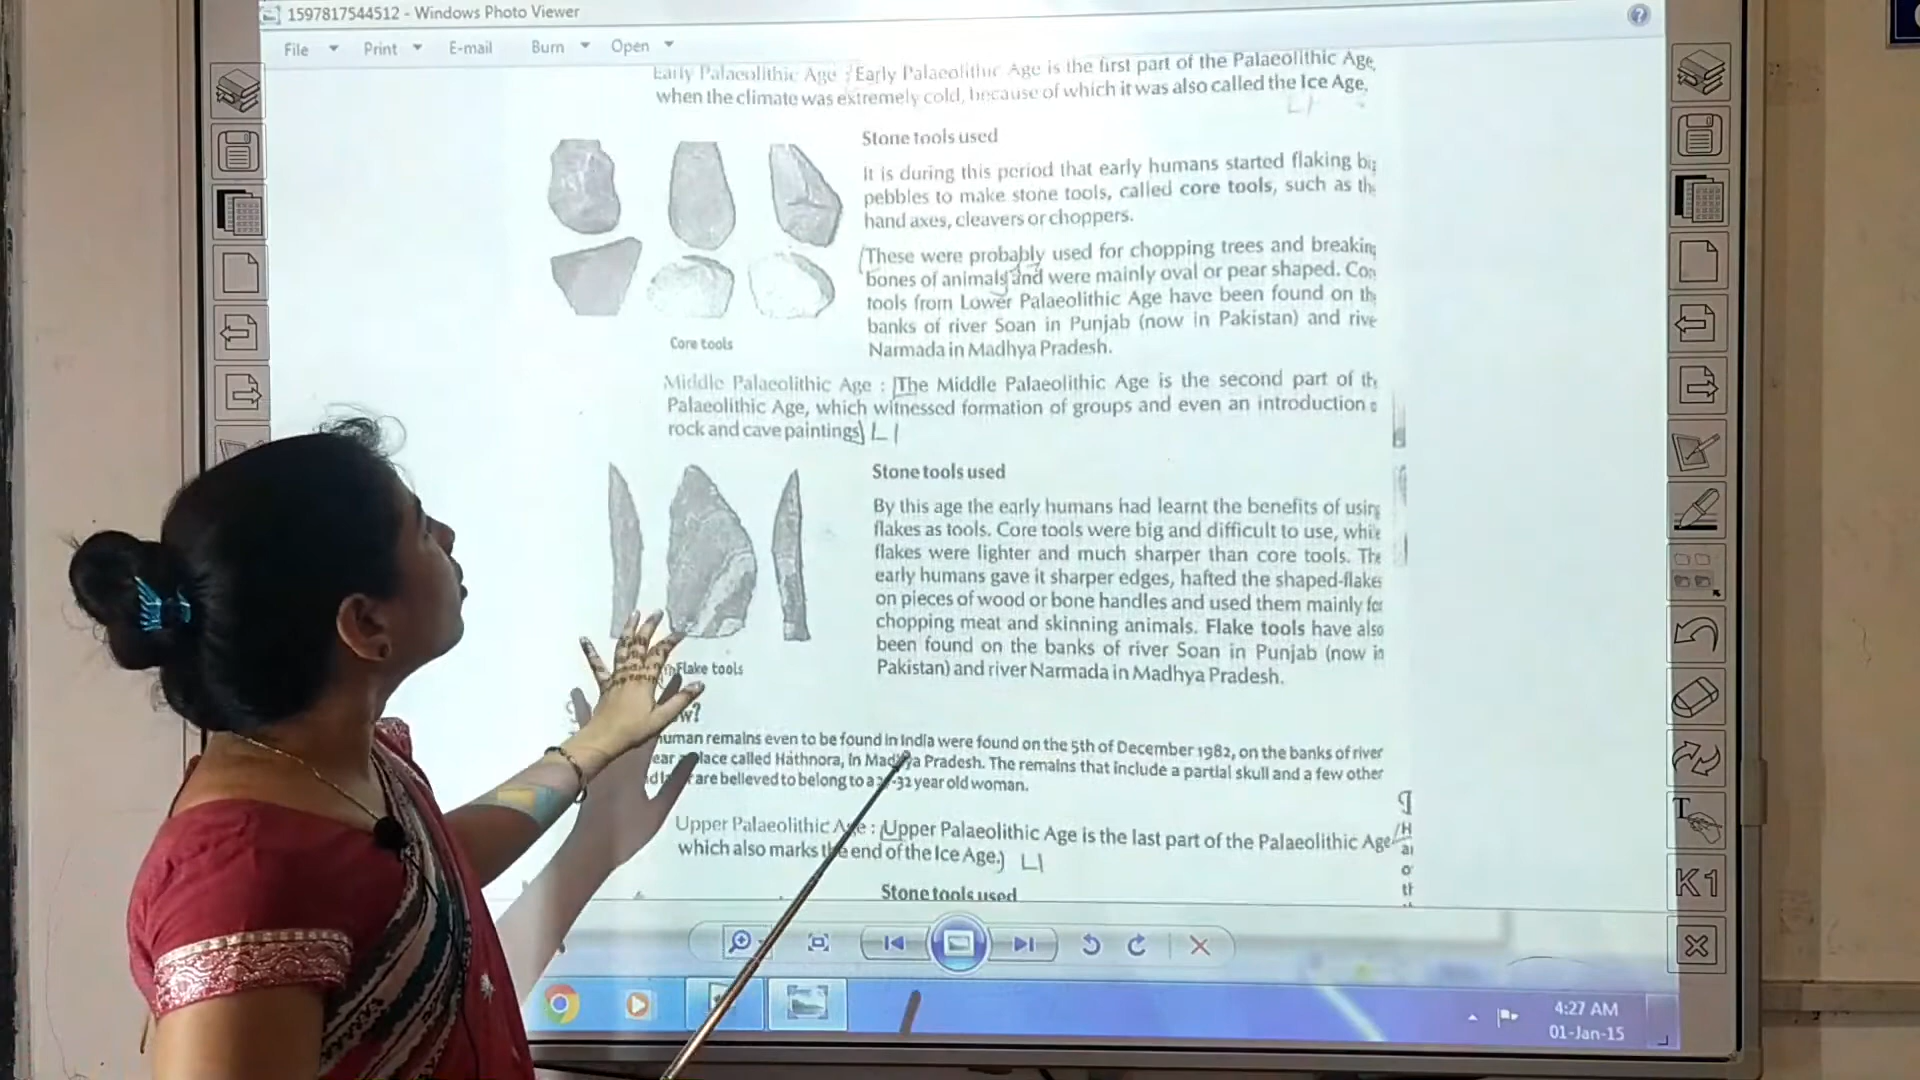 1597817544512 - Windows Photo Viewer
File Print E-mail Burn Open
Early Palaeolithic Age : Early Palaeolithic Age is the first part of the Palaeolithic Age,
when the climate was extremely cold, because of which it was also called the Ice Age.
L1
Stone tools used
It is during this period that early humans started flaking
pebbles to make stone tools, called core tools, such as
hand axes, cleavers or choppers.
These were probably used for chopping trees and
bones of animals and were mainly oval or pear shaped.
tools from Lower Palaeolithic Age have been found on
banks of river Soan in Punjab (now in Pakistan) and
Narmada in Madhya Pradesh.
Core tools
Middle Palaeolithic Age : The Middle Palaeolithic Age is the second part of
Palaeolithic Age, which witnessed formation of groups and even an introduction
rock and cave paintings) L1
Stone tools used
By this age the early humans had learnt the benefits of
flakes as tools. Core tools were big and difficult to use,
flakes were lighter and much sharper than core tools.
early humans gave it sharper edges, hafted the shaped-flakes
on pieces of wood or bone handles and used them mainly
chopping meat and skinning animals. Flake tools have also
been found on the banks of river Soan in Punjab (now in
Pakistan) and river Narmada in Madhya Pradesh.
Flake tools
remains even to be found in India were found on the 5th of December 1982, on the banks of river
called Hathnora, in Madhya Pradesh. The remains that include a partial skull and a few other
are believed to belong to a year old woman.
Upper Palaeolithic Age : (Upper Palaeolithic Age is the last part of the Palaeolithic Age
which also marks the end of the Ice Age.) L1
Stone tools used
K1
4:27 AM
01-Jan-15